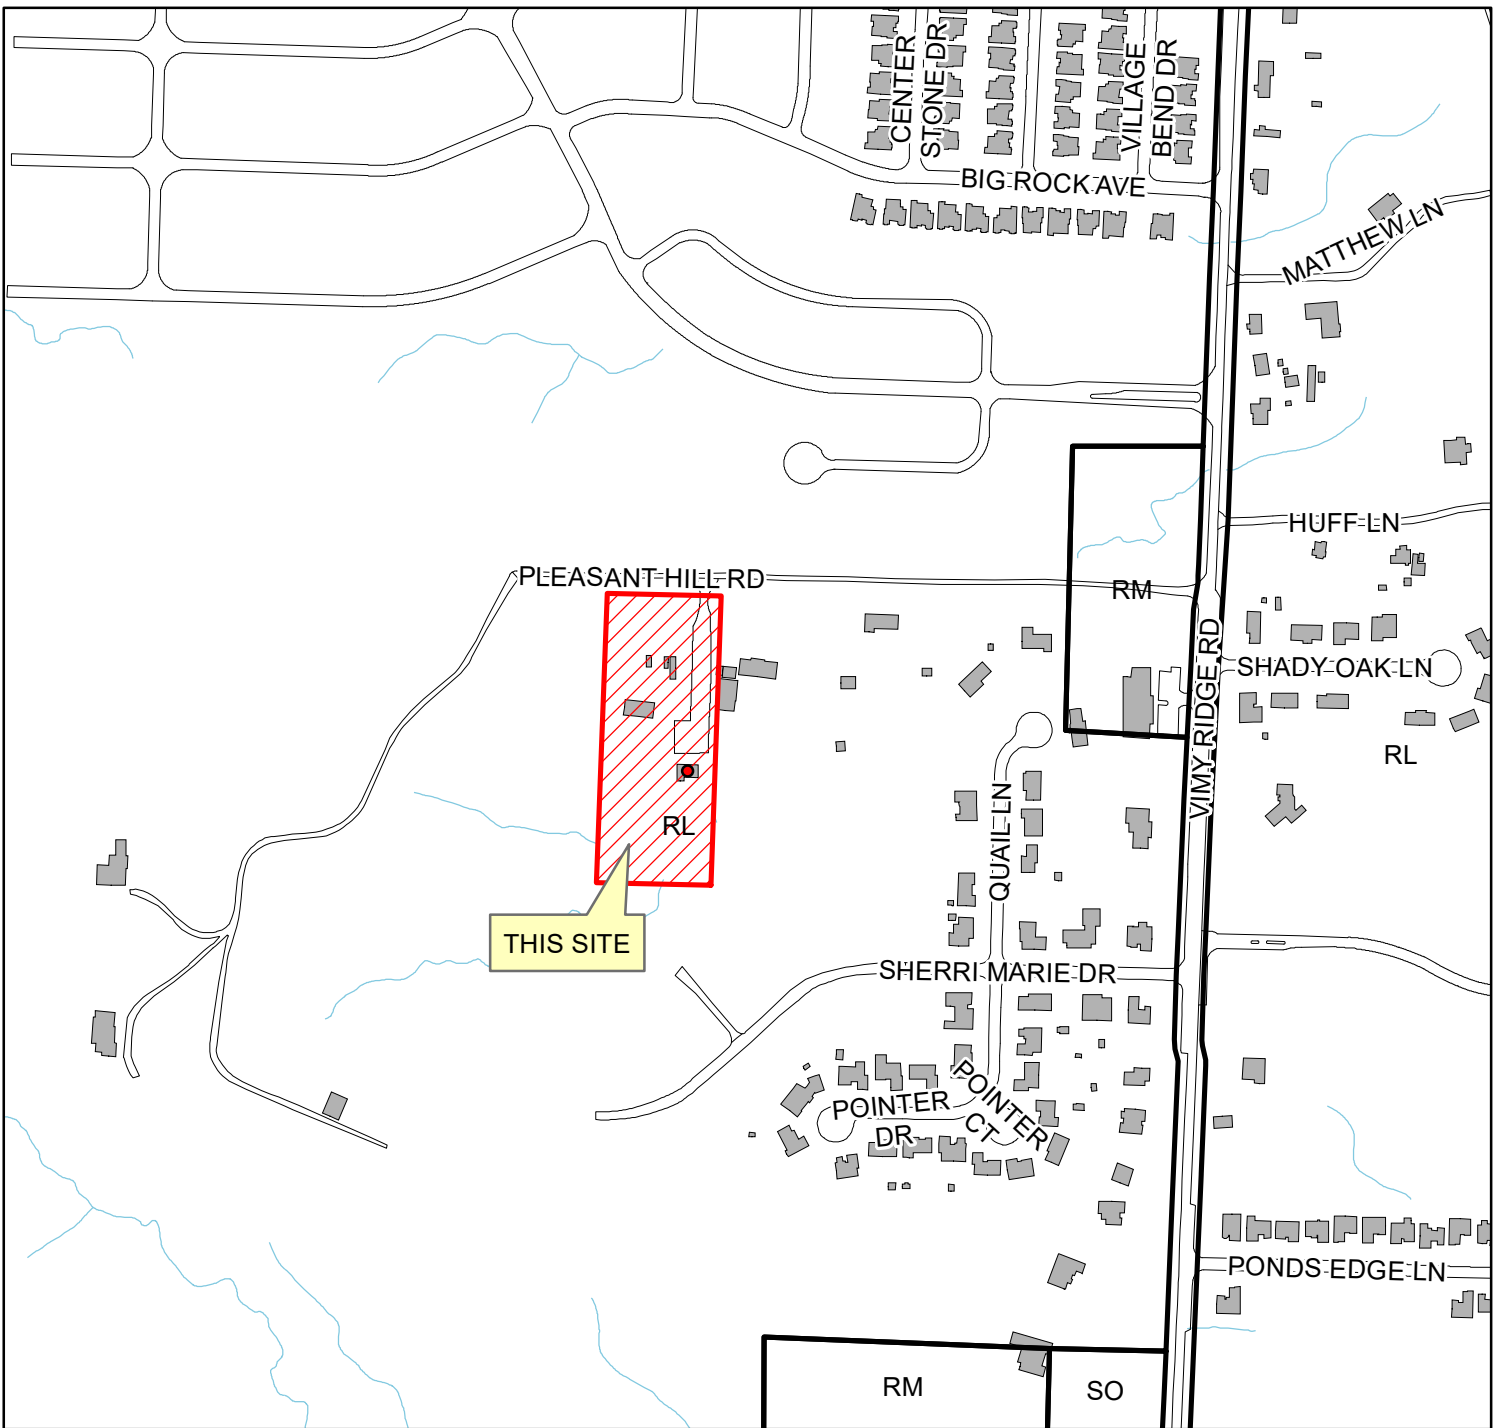 CENTER
STONE DR
VILLAGE
BEND DR
BIG ROCK AVE
MATTHEW LN
HUFF LN
PLEASANT HILL RD
RM
VIMY RIDGE RD
SHADY OAK LN
RL
QUAIL LN
RL
THIS SITE
SHERRI MARIE DR
POINTER
DR
POINTER
CT
PONDS EDGE LN
RM
SO